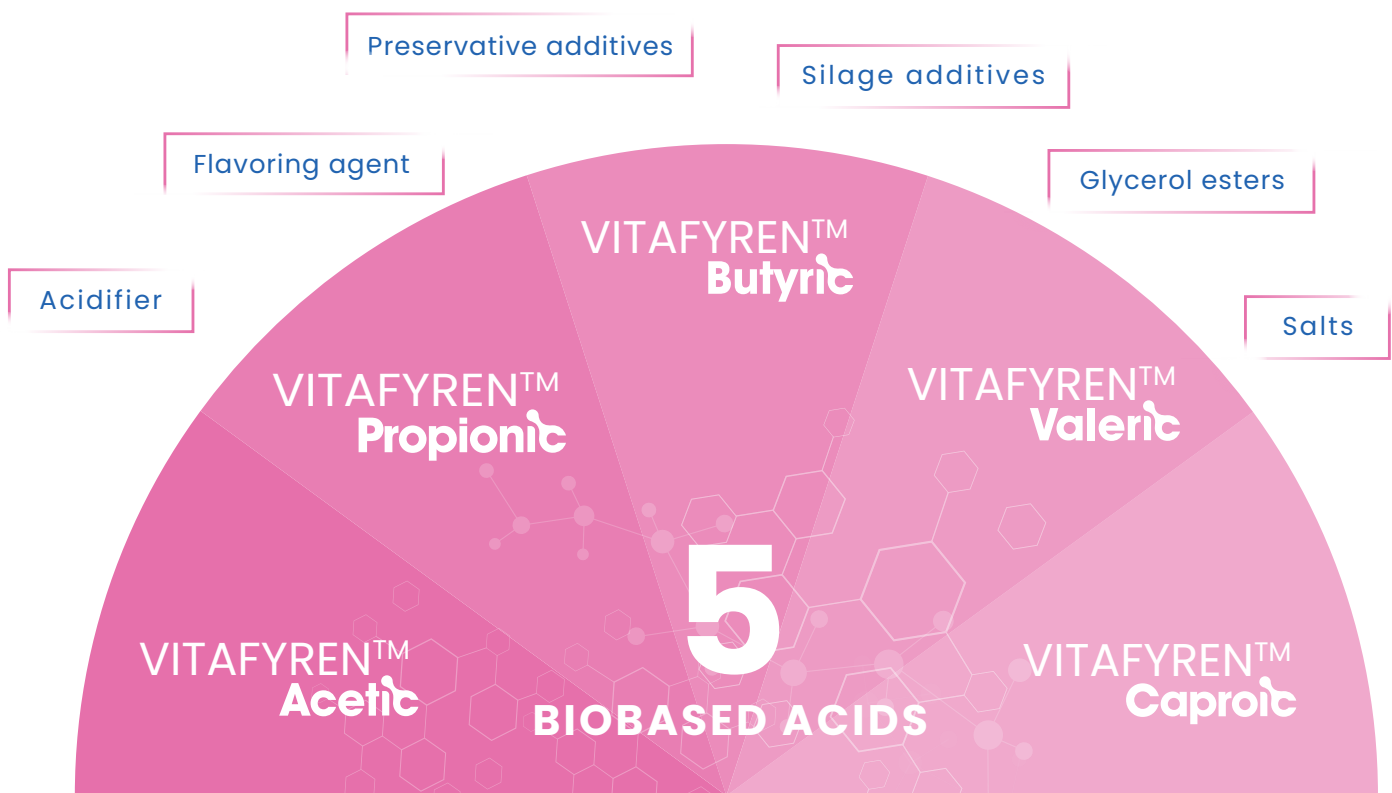 Preservative additives
Silage additives
Flavoring agent
Glycerol esters
Acidifier
Salts
VITAFYREN™
Butyric
VITAFYREN™
Propionic
VITAFYREN™
Valeric
5
BIOBASED ACIDS
VITAFYREN™
Acetic
VITAFYREN™
Caproic